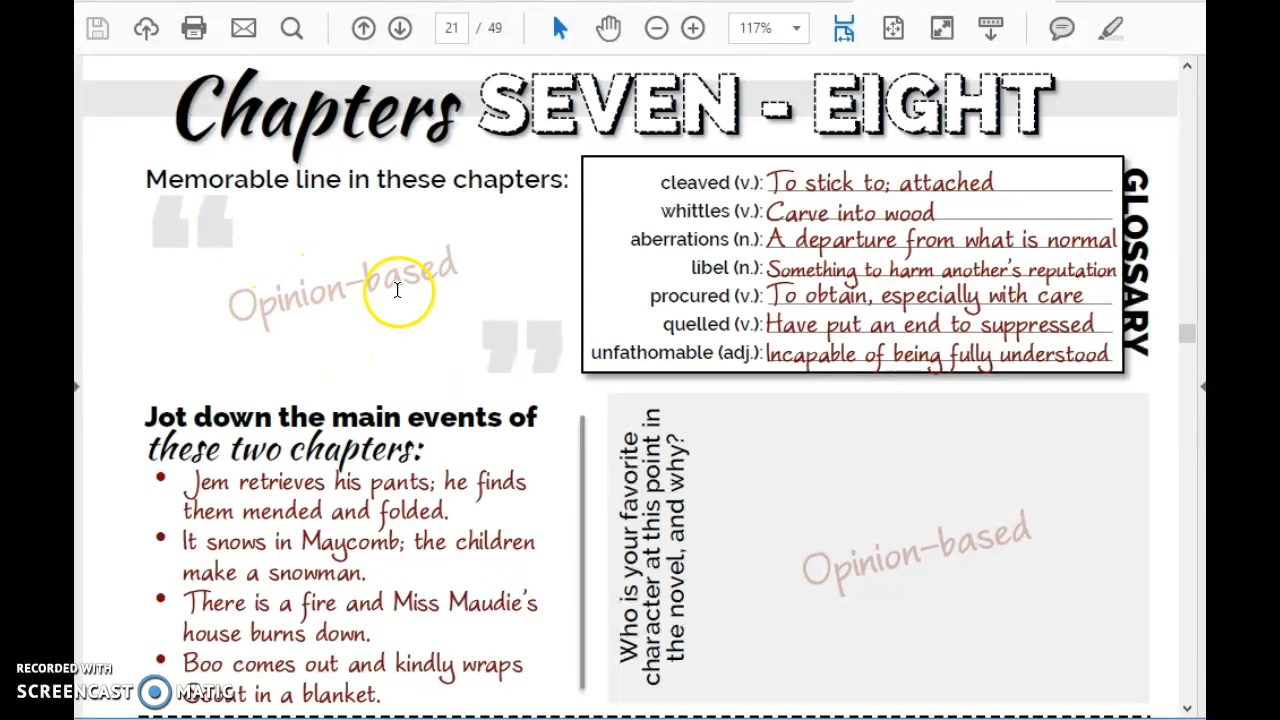 21 / 49
117%
Chapters SEVEN - EIGHT
Memorable line in these chapters:
“
Opinion-based
”
cleaved (v.): To stick to; attached
whittles (v.): Carve into wood
aberrations (n.): A departure from what is normal
libel (n.): Something to harm another's reputation
procured (v.): To obtain, especially with care
quelled (v.): Have put an end to suppressed
unfathomable (adj.): Incapable of being fully understood
GLOSSARY
Jot down the main events of
these two chapters:
• Jem retrieves his pants; he finds
them mended and folded.
• It snows in Maycomb; the children
make a snowman.
• There is a fire and Miss Maudie's
house burns down.
• Boo comes out and kindly wraps
Scout in a blanket.
Who is your favorite
character at this point in
the novel, and why?
Opinion-based
RECORDED WITH
SCREENCAST MATIC